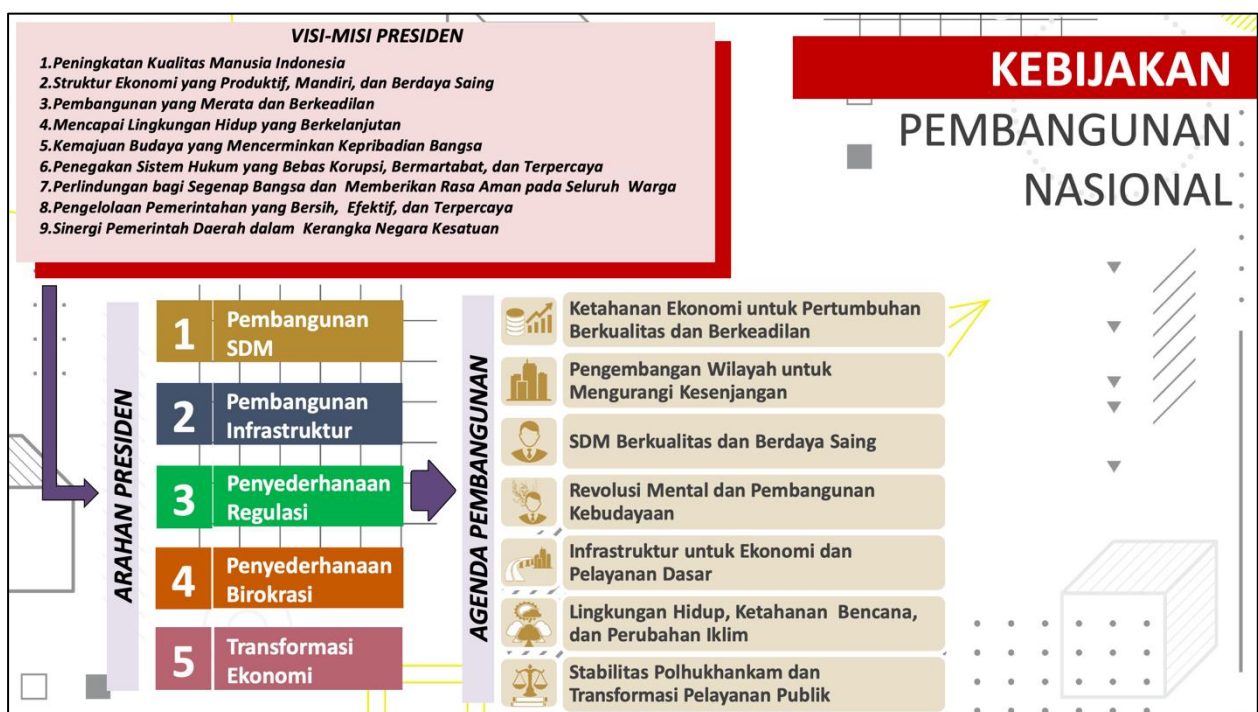 VISI-MISI PRESIDEN
1.Peningkatan Kualitas Manusia Indonesia
2.Struktur Ekonomi yang Produktif, Mandiri, dan Berdaya Saing
3.Pembangunan yang Merata dan Berkeadilan
4.Mencapai Lingkungan Hidup yang Berkelanjutan
5.Kemajuan Budaya yang Mencerminkan Kepribadian Bangsa
6.Penegakan Sistem Hukum yang Bebas Korupsi, Bermartabat, dan Terpercaya
7.Perlindungan bagi Segenap Bangsa dan Memberikan Rasa Aman pada Seluruh Warga
8.Pengelolaan Pemerintahan yang Bersih, Efektif, dan Terpercaya
9.Sinergi Pemerintah Daerah dalam Kerangka Negara Kesatuan
KEBIJAKAN
PEMBANGUNAN
NASIONAL
ARAHAN PRESIDEN
1 Pembangunan
SDM
2 Pembangunan
Infrastruktur
3 Penyederhanaan
Regulasi
4 Penyederhanaan
Birokrasi
5 Transformasi
Ekonomi
AGENDA PEMBANGUNAN
Ketahanan Ekonomi untuk Pertumbuhan
Berkualitas dan Berkeadilan
Pengembangan Wilayah untuk
Mengurangi Kesenjangan
SDM Berkualitas dan Berdaya Saing
Revolusi Mental dan Pembangunan
Kebudayaan
Infrastruktur untuk Ekonomi dan
Pelayanan Dasar
Lingkungan Hidup, Ketahanan Bencana,
dan Perubahan Iklim
Stabilitas Polhukhankam dan
Transformasi Pelayanan Publik